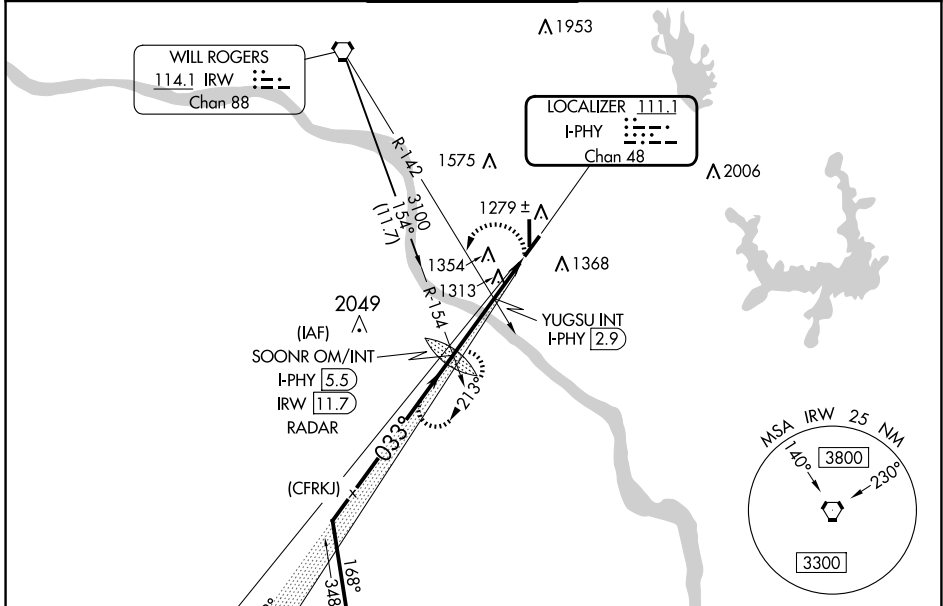 1953
WILL ROGERS
114.1 IRW
Chan 88
LOCALIZER 111.1
I-PHY
Chan 48
R-142
1575
2006
3100
154°
(11.7)
1279 ±
1354
1368
1313
R-154
2049
YUGSU INT
I-PHY 2.9
(IAF)
SOONR OM/INT
I-PHY 5.5
IRW 11.7
RADAR
213°
033°
MSA IRW 25 NM
140°
3800
230°
(CFRKJ)
3300
168°
348